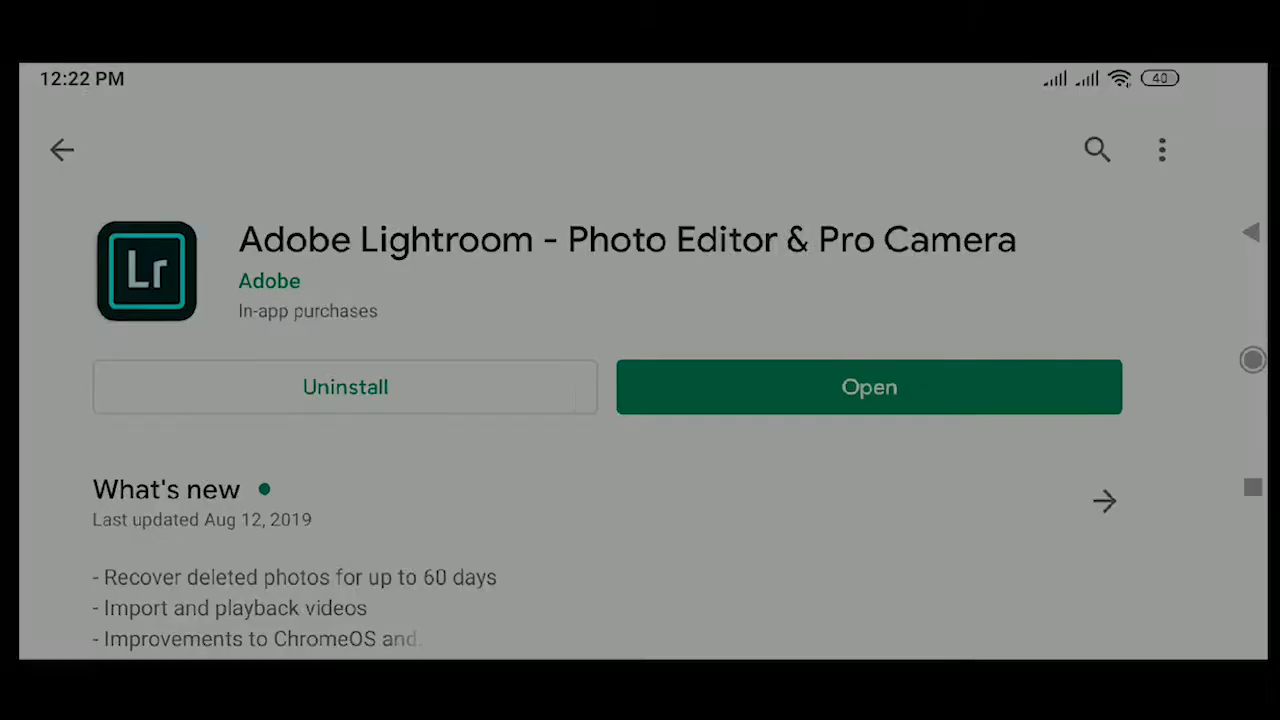 12:22 PM
40
Adobe Lightroom - Photo Editor & Pro Camera
Lr
Adobe
In-app purchases
Uninstall
Open
What's new
Last updated Aug 12, 2019
- Recover deleted photos for up to 60 days
- Import and playback videos
- Improvements to ChromeOS and.